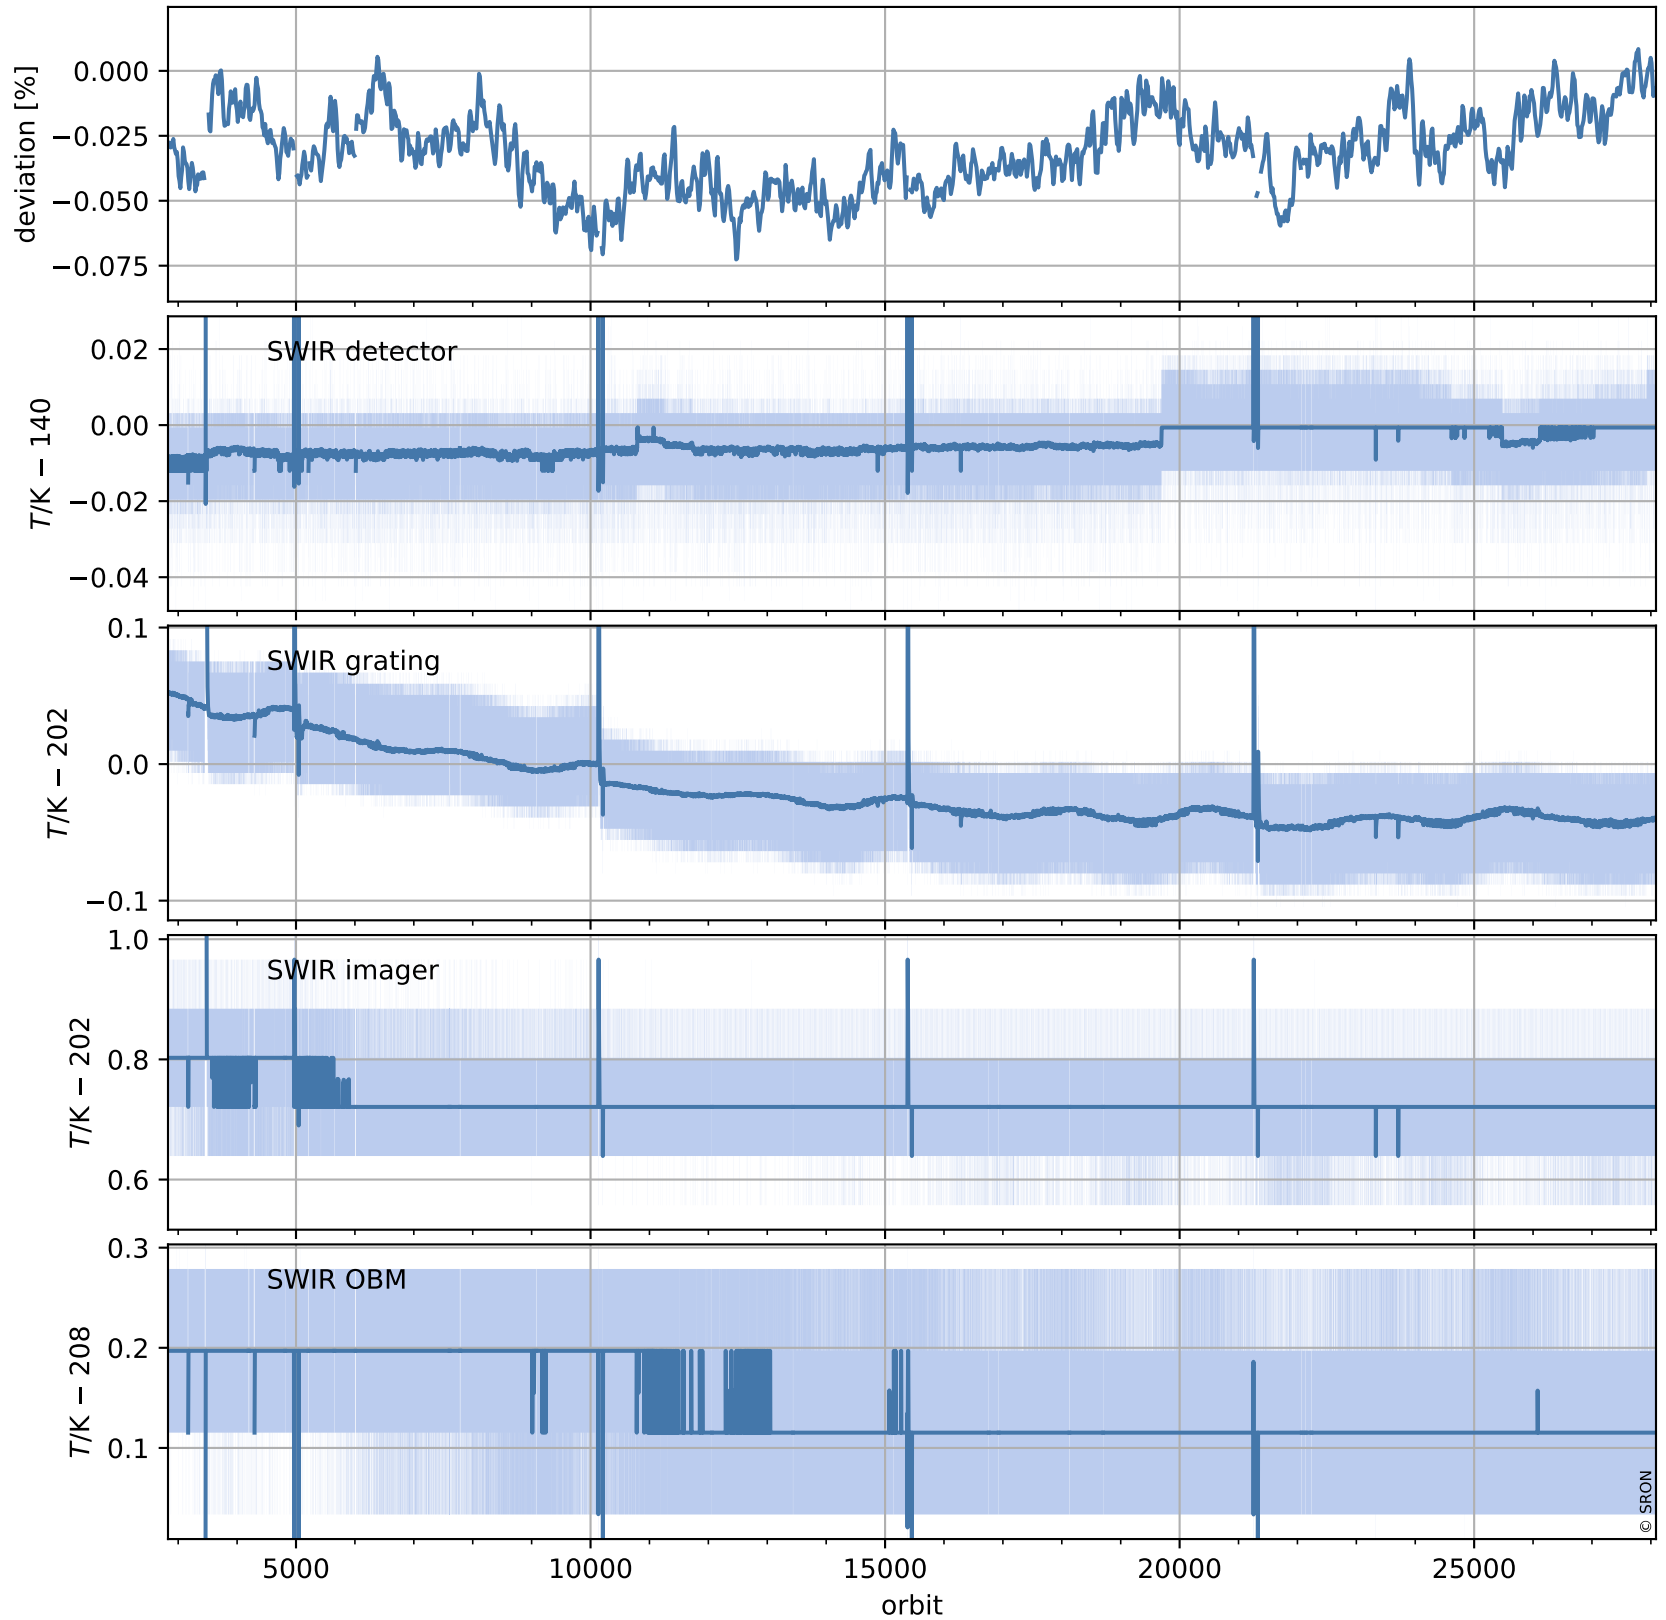 deviation [%]
0.000
−0.025
−0.050
−0.075
SWIR detector
T/K − 140
0.02
0.00
−0.02
−0.04
SWIR grating
T/K − 202
0.1
0.0
−0.1
SWIR imager
T/K − 202
1.0
0.8
0.6
SWIR OBM
T/K − 208
0.3
0.2
0.1
© SRON
5000 10000 15000 20000 25000
orbit